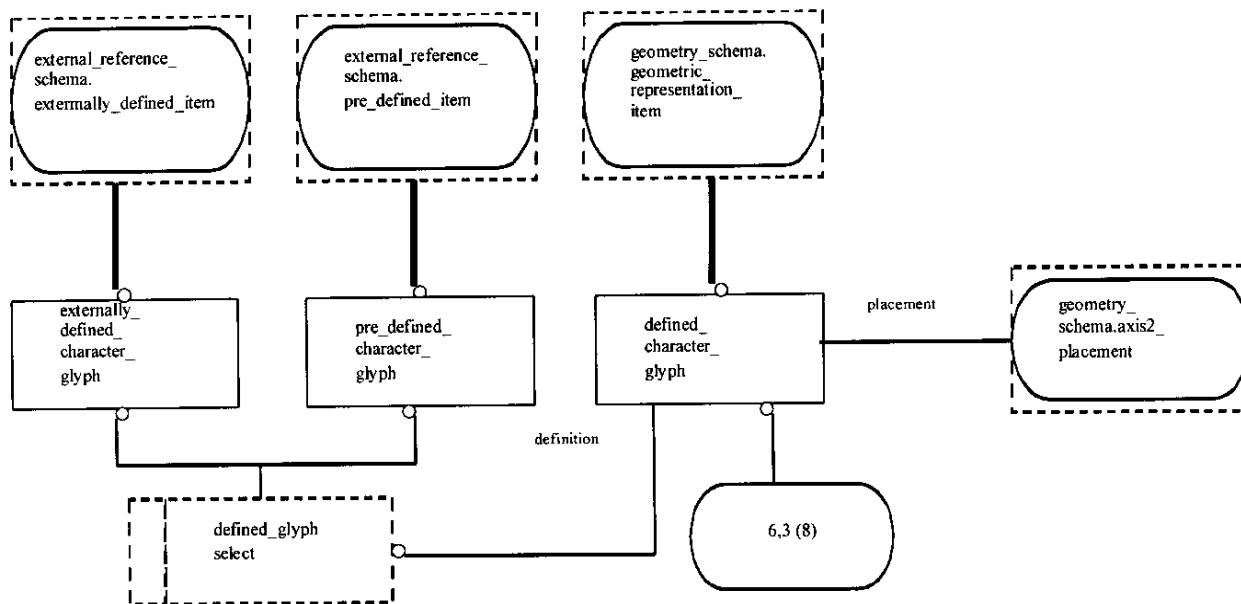 external_reference_
schema.
extermally_defined_item
external_reference_
schema.
pre_defined_item
geometry_schema.
geometric_
representation_
item
externally_
defined_
character_
glyph
pre_defined_
character_
glyph
defined_
character_
glyph
placement
geometry_
schema.axis2_
placement
definition
defined_glyph
select
6,3 (8)